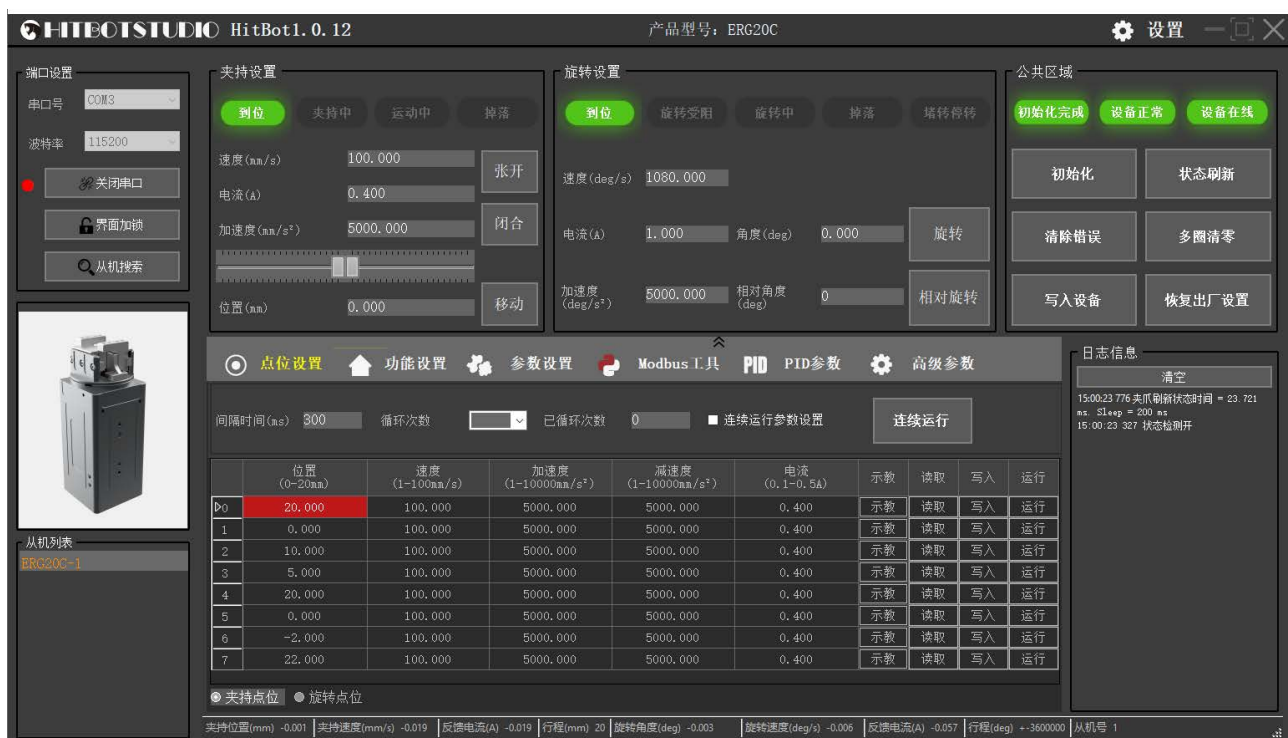 HITBOTSTUDIO HitBot1.0.12 产品型号：ERG20C 设置
端口设置
串口号 COM3
波特率 115200
关闭串口
界面加锁
从机搜索
夹持设置
到位 夹持中 运动中 掉落
速度(mm/s) 100.000 张开
电流(A) 0.400
加速度(mm/s²) 5000.000 闭合
位置(mm) 0.000 移动
旋转设置
到位 旋转受阻 旋转中 掉落 堵转停转
速度(deg/s) 1080.000
电流(A) 1.000 角度(deg) 0.000 旋转
加速度(deg/s²) 5000.000 相对角度(deg) 0 相对旋转
公共区域
初始化完成 设备正常 设备在线
初始化 状态刷新
清除错误 多圈清零
写入设备 恢复出厂设置
点位设置 功能设置 参数设置 Modbus工具 PID PID参数 高级参数
间隔时间(ms) 300 循环次数 已循环次数 0 连续运行参数设置 连续运行
位置(0-20mm) 速度(1-100mm/s) 加速度(1-10000mm/s²) 减速度(1-10000mm/s²) 电流(0.1-0.5A) 示教 读取 写入 运行
0 20.000 100.000 5000.000 5000.000 0.400 示教 读取 写入 运行
1 0.000 100.000 5000.000 5000.000 0.400 示教 读取 写入 运行
2 10.000 100.000 5000.000 5000.000 0.400 示教 读取 写入 运行
3 5.000 100.000 5000.000 5000.000 0.400 示教 读取 写入 运行
4 20.000 100.000 5000.000 5000.000 0.400 示教 读取 写入 运行
5 0.000 100.000 5000.000 5000.000 0.400 示教 读取 写入 运行
6 -2.000 100.000 5000.000 5000.000 0.400 示教 读取 写入 运行
7 22.000 100.000 5000.000 5000.000 0.400 示教 读取 写入 运行
夹持点位 旋转点位
日志信息
清空
15:00:23 776 夹爪刷新状态时间 = 23.721
ms. Sleep = 200 ms
15:00:23 327 状态检测开
从机列表
ERG20C-1
夹持位置(mm) -0.001 夹持速度(mm/s) -0.019 反馈电流(A) -0.019 行程(mm) 20 旋转角度(deg) -0.003 旋转速度(deg/s) -0.006 反馈电流(A) -0.057 行程(deg) +-3600000 从机号 1